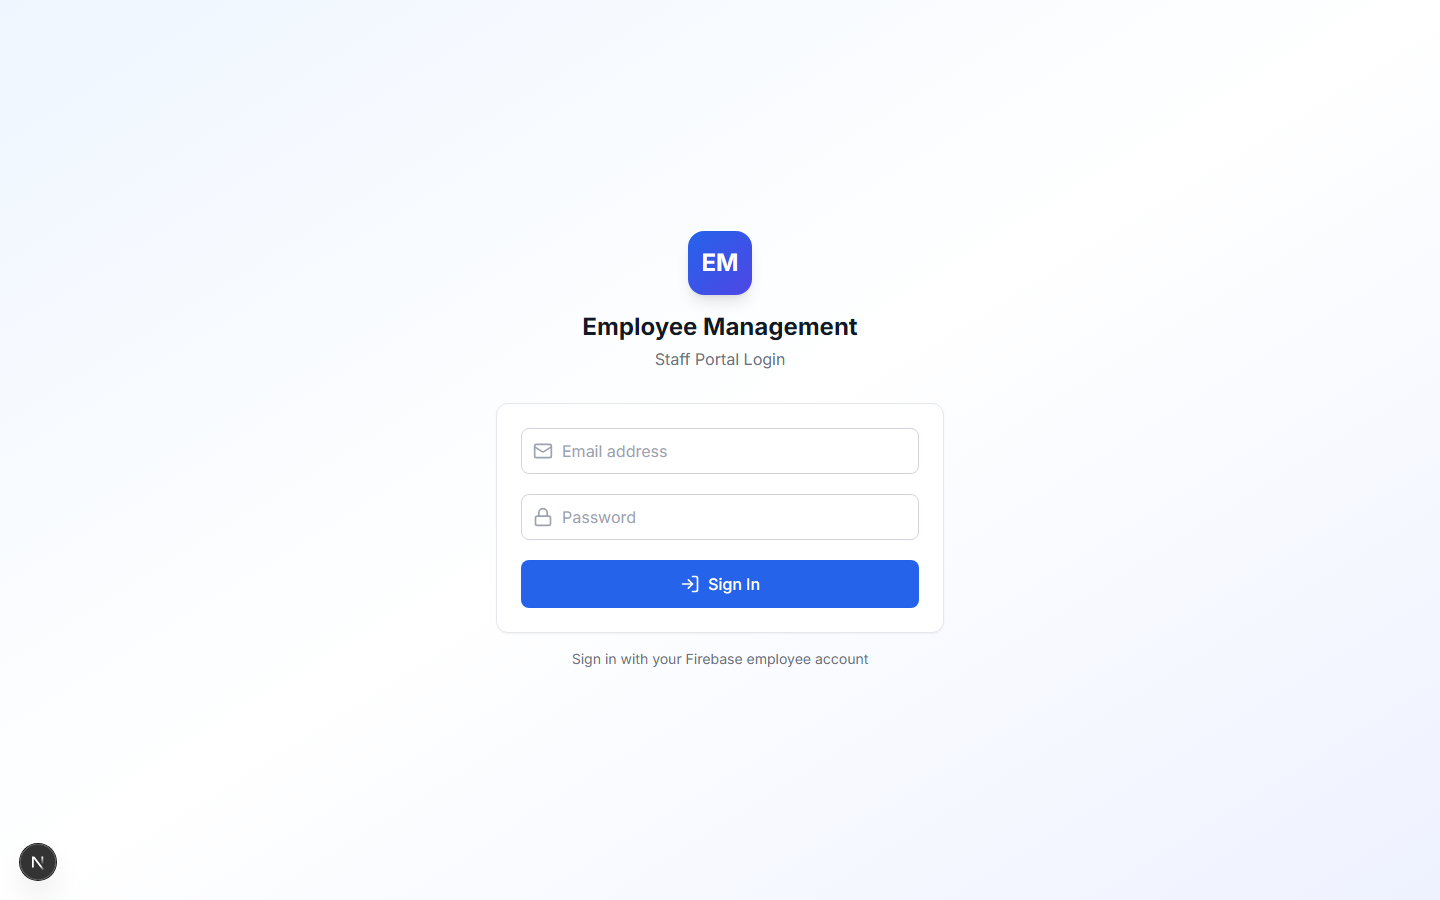 EM
Employee Management
Staff Portal Login
Email address
Password
Sign In
Sign in with your Firebase employee account
N